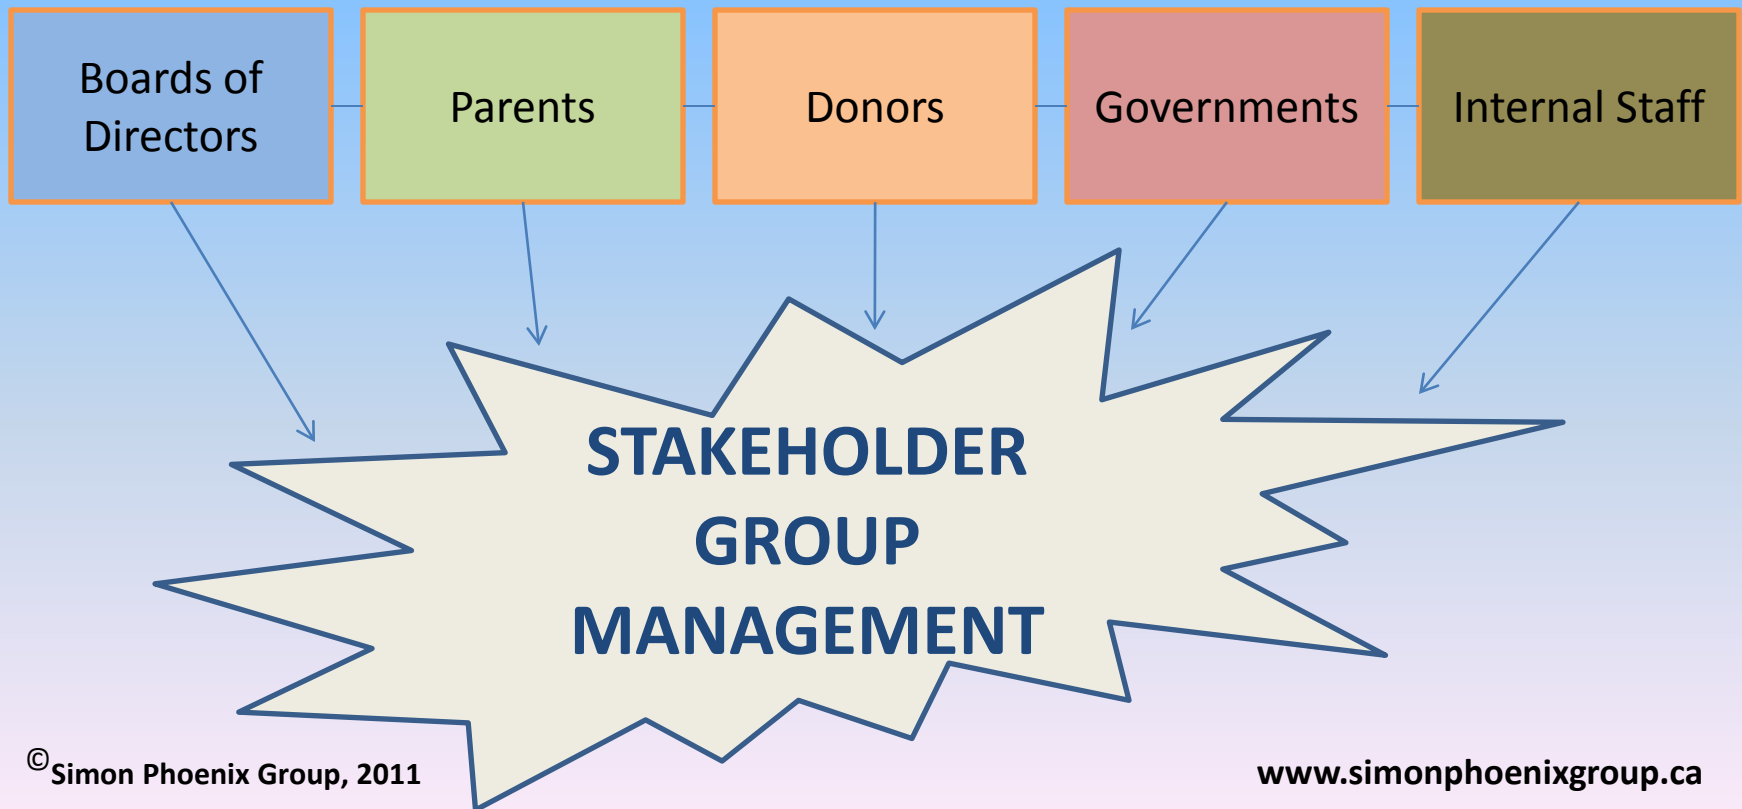 Boards of
Directors
Parents
Donors
Governments
Internal Staff
STAKEHOLDER
GROUP
MANAGEMENT
©Simon Phoenix Group, 2011
www.simonphoenixgroup.ca